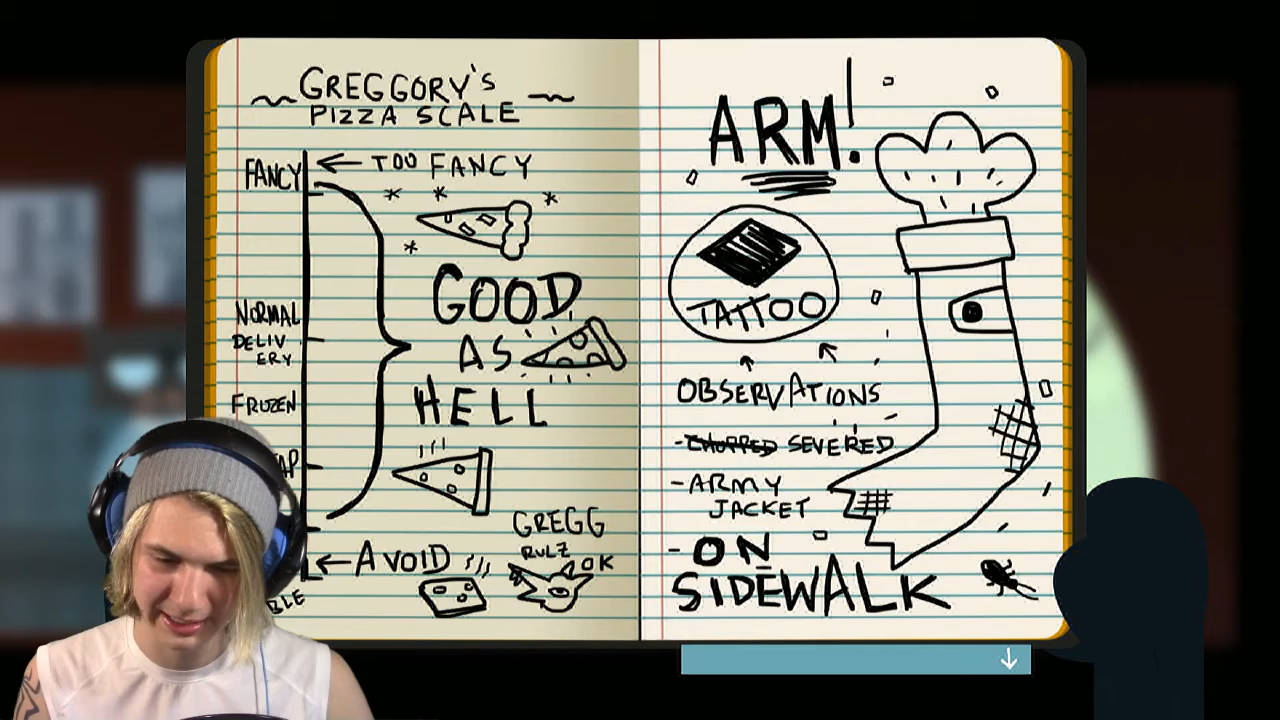 GREGGORY'S
PIZZA SCALE
FANCY
← TOO FANCY
GOOD
AS
HELL
NORMAL
DELIV
ERY
FROZEN
← AVOID
GREGG
RULZ
OK
ARM!
TATTOO
OBSERVATIONS
- CHOPPED SEVERED
- ARMY
JACKET
- ON
SIDEWALK